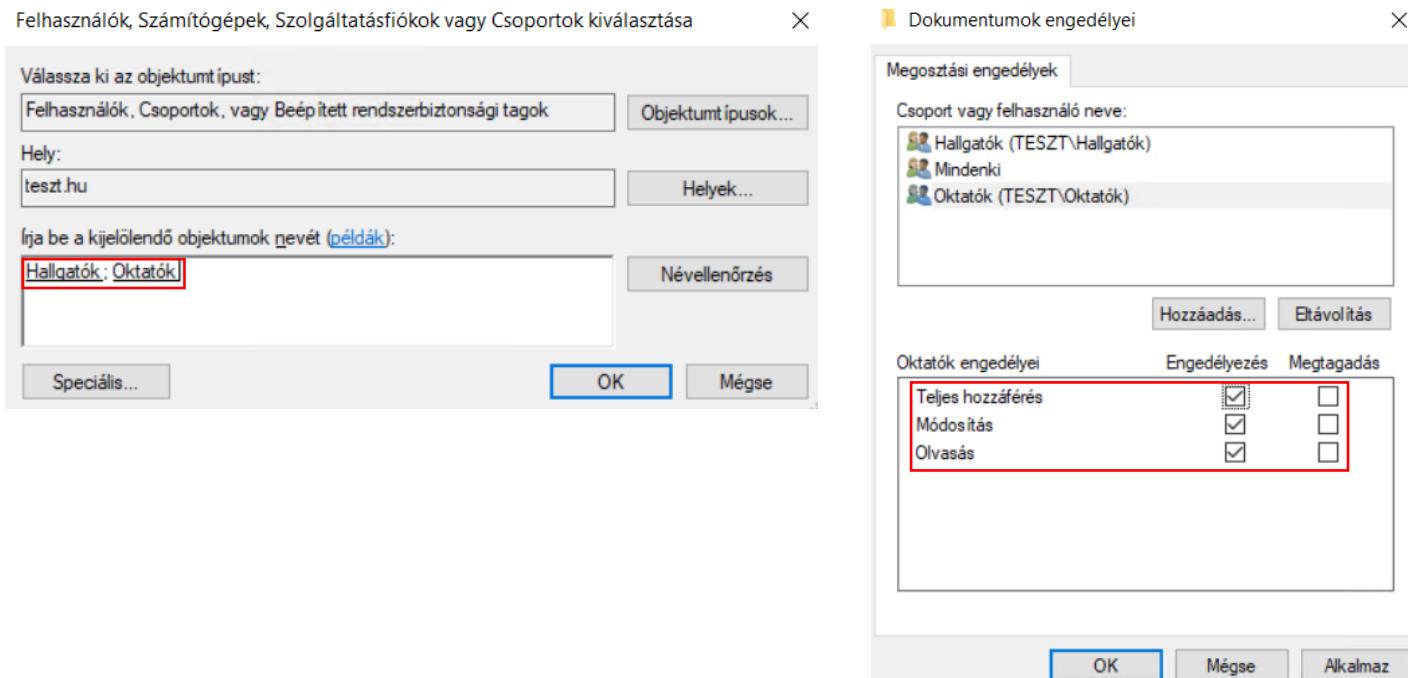 Felhasználók, Számítógépek, Szolgáltatásfiókok vagy Csoportok kiválasztása
Válassza ki az objektumtípust:
Felhasználók, Csoportok, vagy Beépített rendszerbiztonsági tagok
Objektumtípusok...
Hely:
teszt.hu
Helyek...
Írja be a kijelölendő objektumok nevét (példák):
Hallgatók; Oktatók
Névellenőrzés
Speciális...
OK
Mégse
Dokumentumok engedélyei
Megosztási engedélyek
Csoport vagy felhasználó neve:
Hallgatók (TESZT\Hallgatók)
Mindenki
Oktatók (TESZT\Oktatók)
Hozzáadás...
Eltávolítás
Oktatók engedélyei Engedélyezés Megtagadás
Teljes hozzáférés
Módosítás
Olvasás
OK
Mégse
Alkalmaz